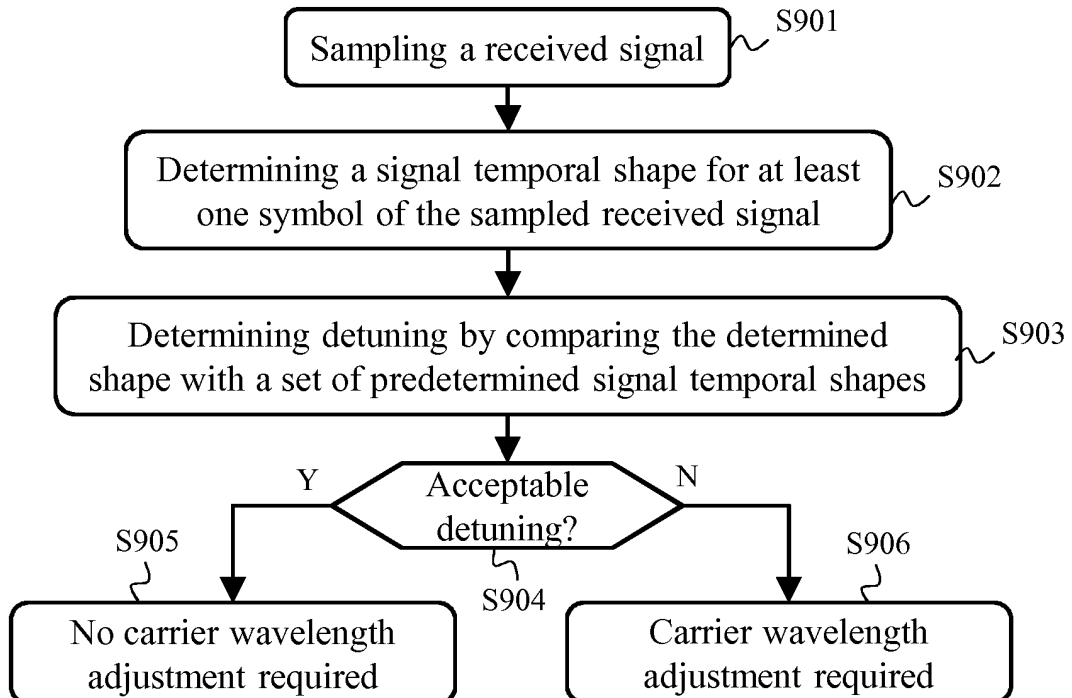 S901
Sampling a received signal
Determining a signal temporal shape for at least
one symbol of the sampled received signal
S902
Determining detuning by comparing the determined
shape with a set of predetermined signal temporal shapes
S903
Y
Acceptable
detuning?
N
S904
S905
No carrier wavelength
adjustment required
S906
Carrier wavelength
adjustment required